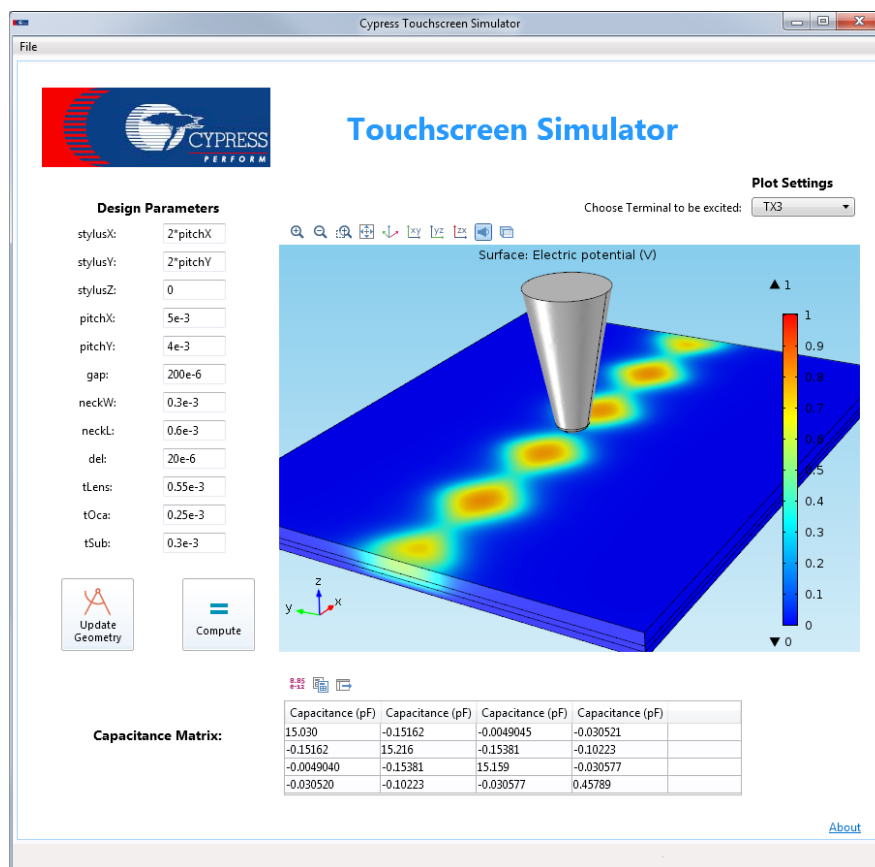 Cypress Touchscreen Simulator
File
CYPRESS
PERFORM
Touchscreen Simulator
Plot Settings
Choose Terminal to be excited: TX3
Design Parameters
stylusX: 2*pitchX
stylusY: 2*pitchY
stylusZ: 0
pitchX: 5e-3
pitchY: 4e-3
gap: 200e-6
neckW: 0.3e-3
neckL: 0.6e-3
del: 20e-6
tLens: 0.55e-3
tOca: 0.25e-3
tSub: 0.3e-3
Update
Geometry
Compute
xy yz zx
Surface: Electric potential (V)
▲ 1
1
0.9
0.8
0.7
0.6
0.5
0.4
0.3
0.2
0.1
0
▼ 0
z
y x
8.85
e-12
Capacitance Matrix:
Capacitance (pF) Capacitance (pF) Capacitance (pF) Capacitance (pF)
15.030 -0.15162 -0.0049045 -0.030521
-0.15162 15.216 -0.15381 -0.10223
-0.0049040 -0.15381 15.159 -0.030577
-0.030520 -0.10223 -0.030577 0.45789
About